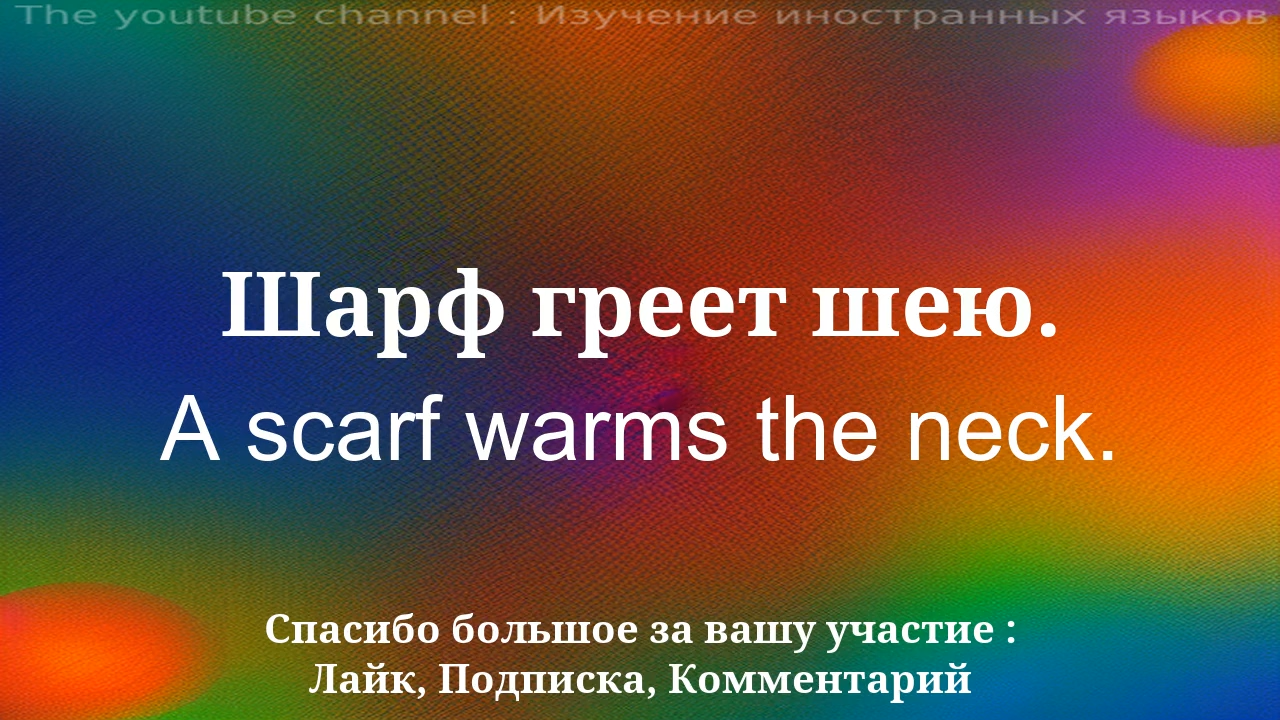 The youtube channel : Изучение иностранных языков
Шарф греет шею.
A scarf warms the neck.
Спасибо большое за вашу участие :
Лайк, Подписка, Комментарий